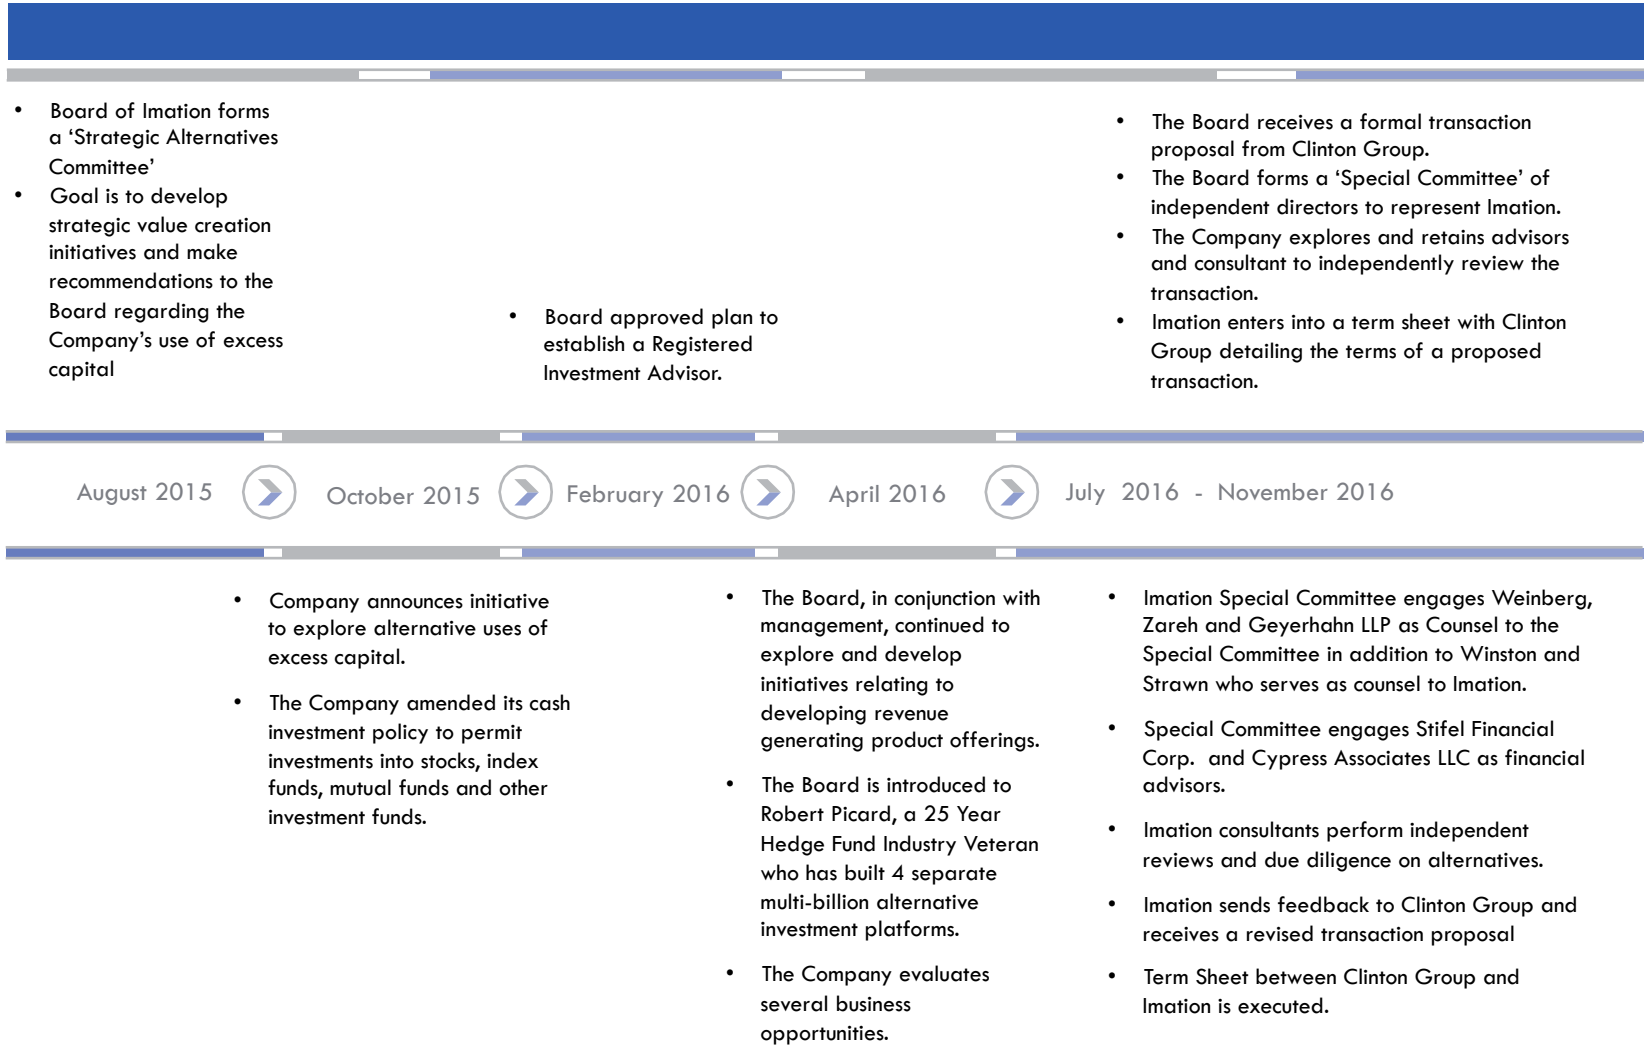 • Board of Imation forms
a ‘Strategic Alternatives
Committee’
• Goal is to develop
strategic value creation
initiatives and make
recommendations to the
Board regarding the
Company’s use of excess
capital
• Board approved plan to
establish a Registered
Investment Advisor.
• The Board receives a formal transaction
proposal from Clinton Group.
• The Board forms a ‘Special Committee’ of
independent directors to represent Imation.
• The Company explores and retains advisors
and consultant to independently review the
transaction.
• Imation enters into a term sheet with Clinton
Group detailing the terms of a proposed
transaction.
August 2015
October 2015
February 2016
April 2016
July 2016 - November 2016
• Company announces initiative
to explore alternative uses of
excess capital.
• The Company amended its cash
investment policy to permit
investments into stocks, index
funds, mutual funds and other
investment funds.
• The Board, in conjunction with
management, continued to
explore and develop
initiatives relating to
developing revenue
generating product offerings.
• The Board is introduced to
Robert Picard, a 25 Year
Hedge Fund Industry Veteran
who has built 4 separate
multi-billion alternative
investment platforms.
• The Company evaluates
several business
opportunities.
• Imation Special Committee engages Weinberg,
Zareh and Geyerhahn LLP as Counsel to the
Special Committee in addition to Winston and
Strawn who serves as counsel to Imation.
• Special Committee engages Stifel Financial
Corp. and Cypress Associates LLC as financial
advisors.
• Imation consultants perform independent
reviews and due diligence on alternatives.
• Imation sends feedback to Clinton Group and
receives a revised transaction proposal
• Term Sheet between Clinton Group and
Imation is executed.